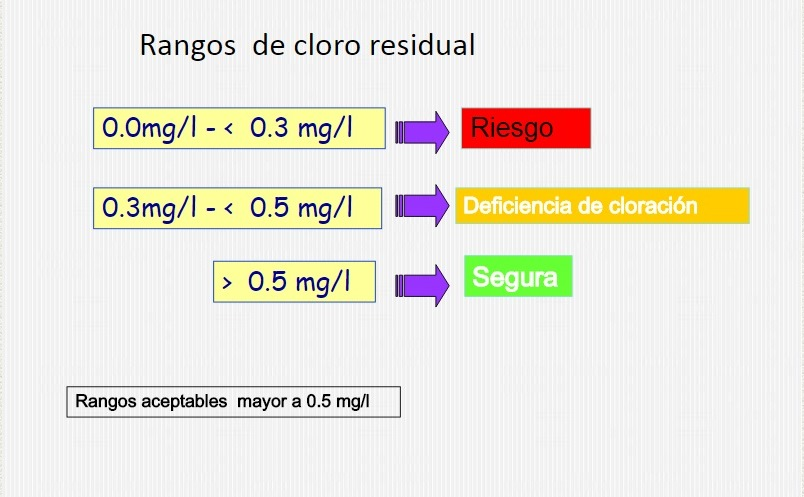 Rangos de cloro residual
0.0mg/l - < 0.3 mg/l
Riesgo
0.3mg/l - < 0.5 mg/l
Deficiencia de cloración
> 0.5 mg/l
Segura
Rangos aceptables mayor a 0.5 mg/l